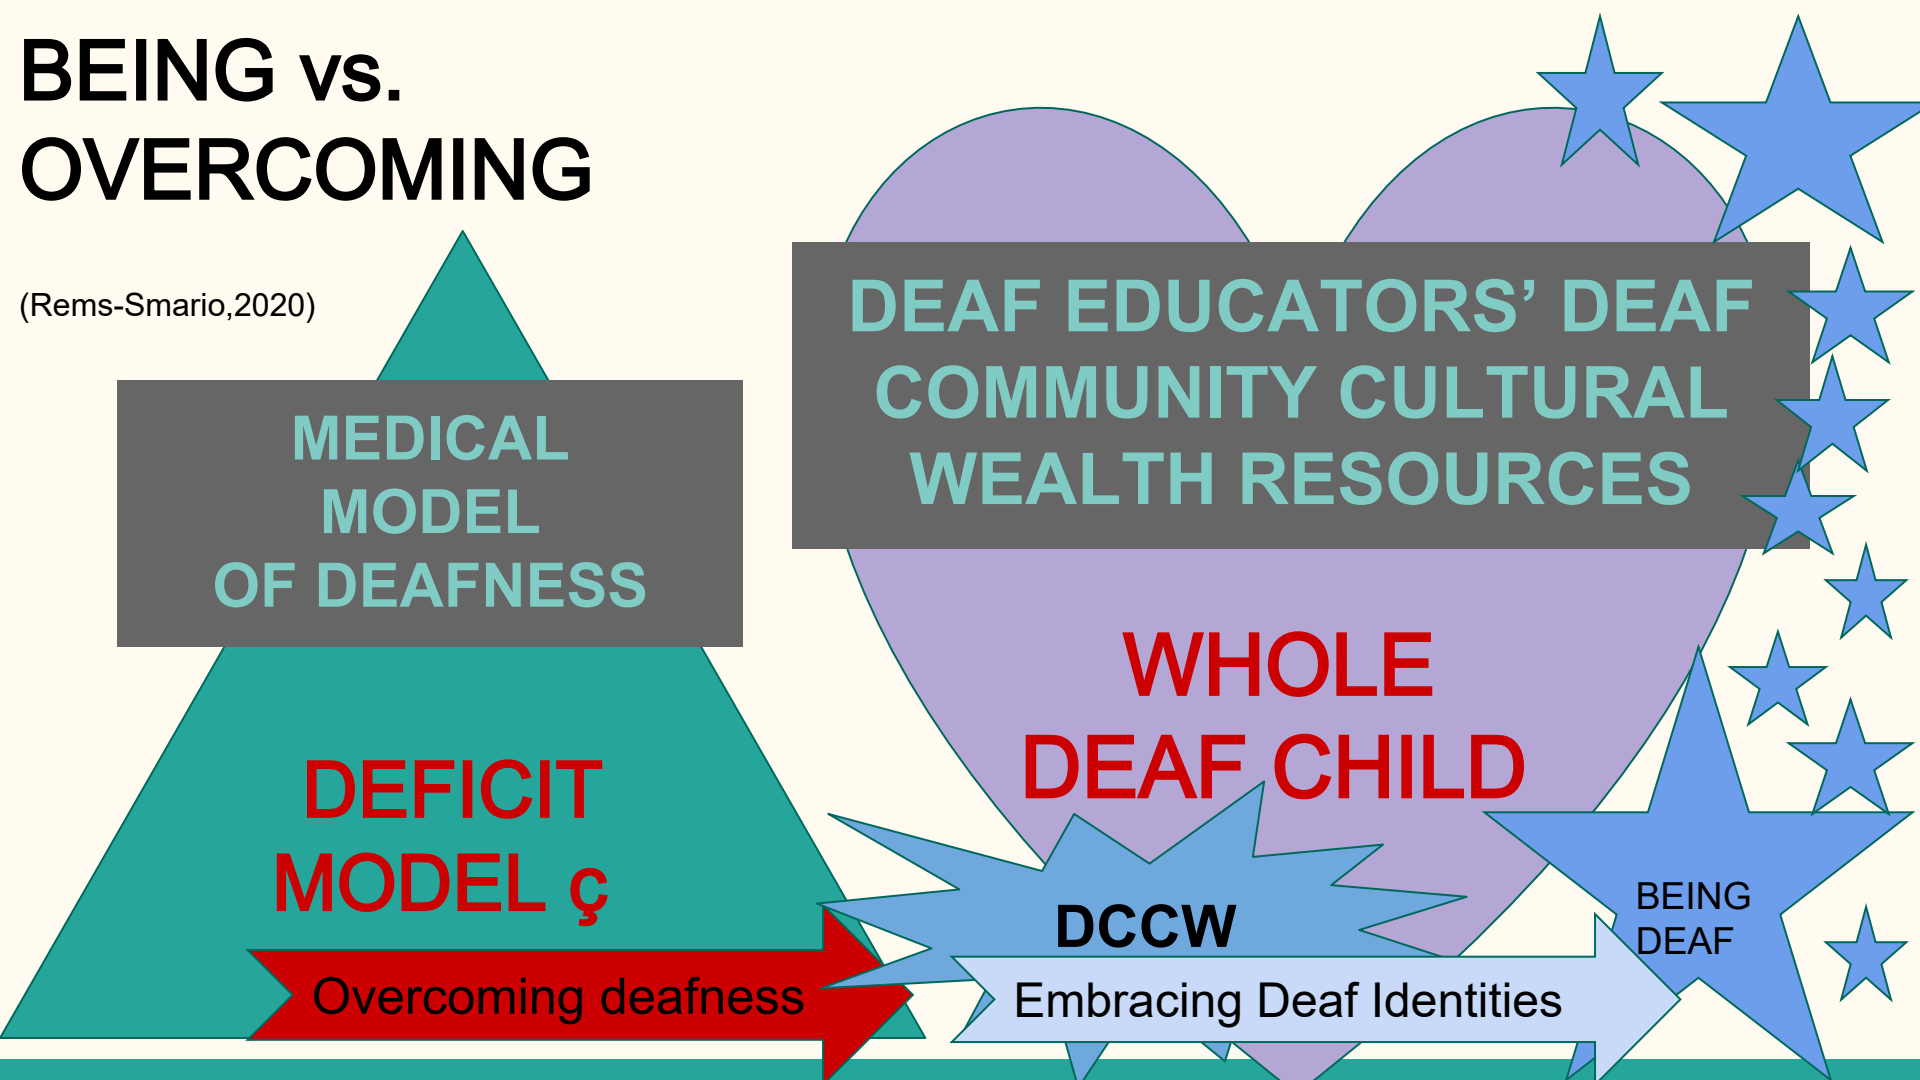 BEING vs.
OVERCOMING
(Rems-Smario,2020)
MEDICAL
MODEL
OF DEAFNESS
DEFICIT
MODEL ç
Overcoming deafness
DEAF EDUCATORS’ DEAF
COMMUNITY CULTURAL
WEALTH RESOURCES
WHOLE
DEAF CHILD
DCCW
Embracing Deaf Identities
BEING
DEAF